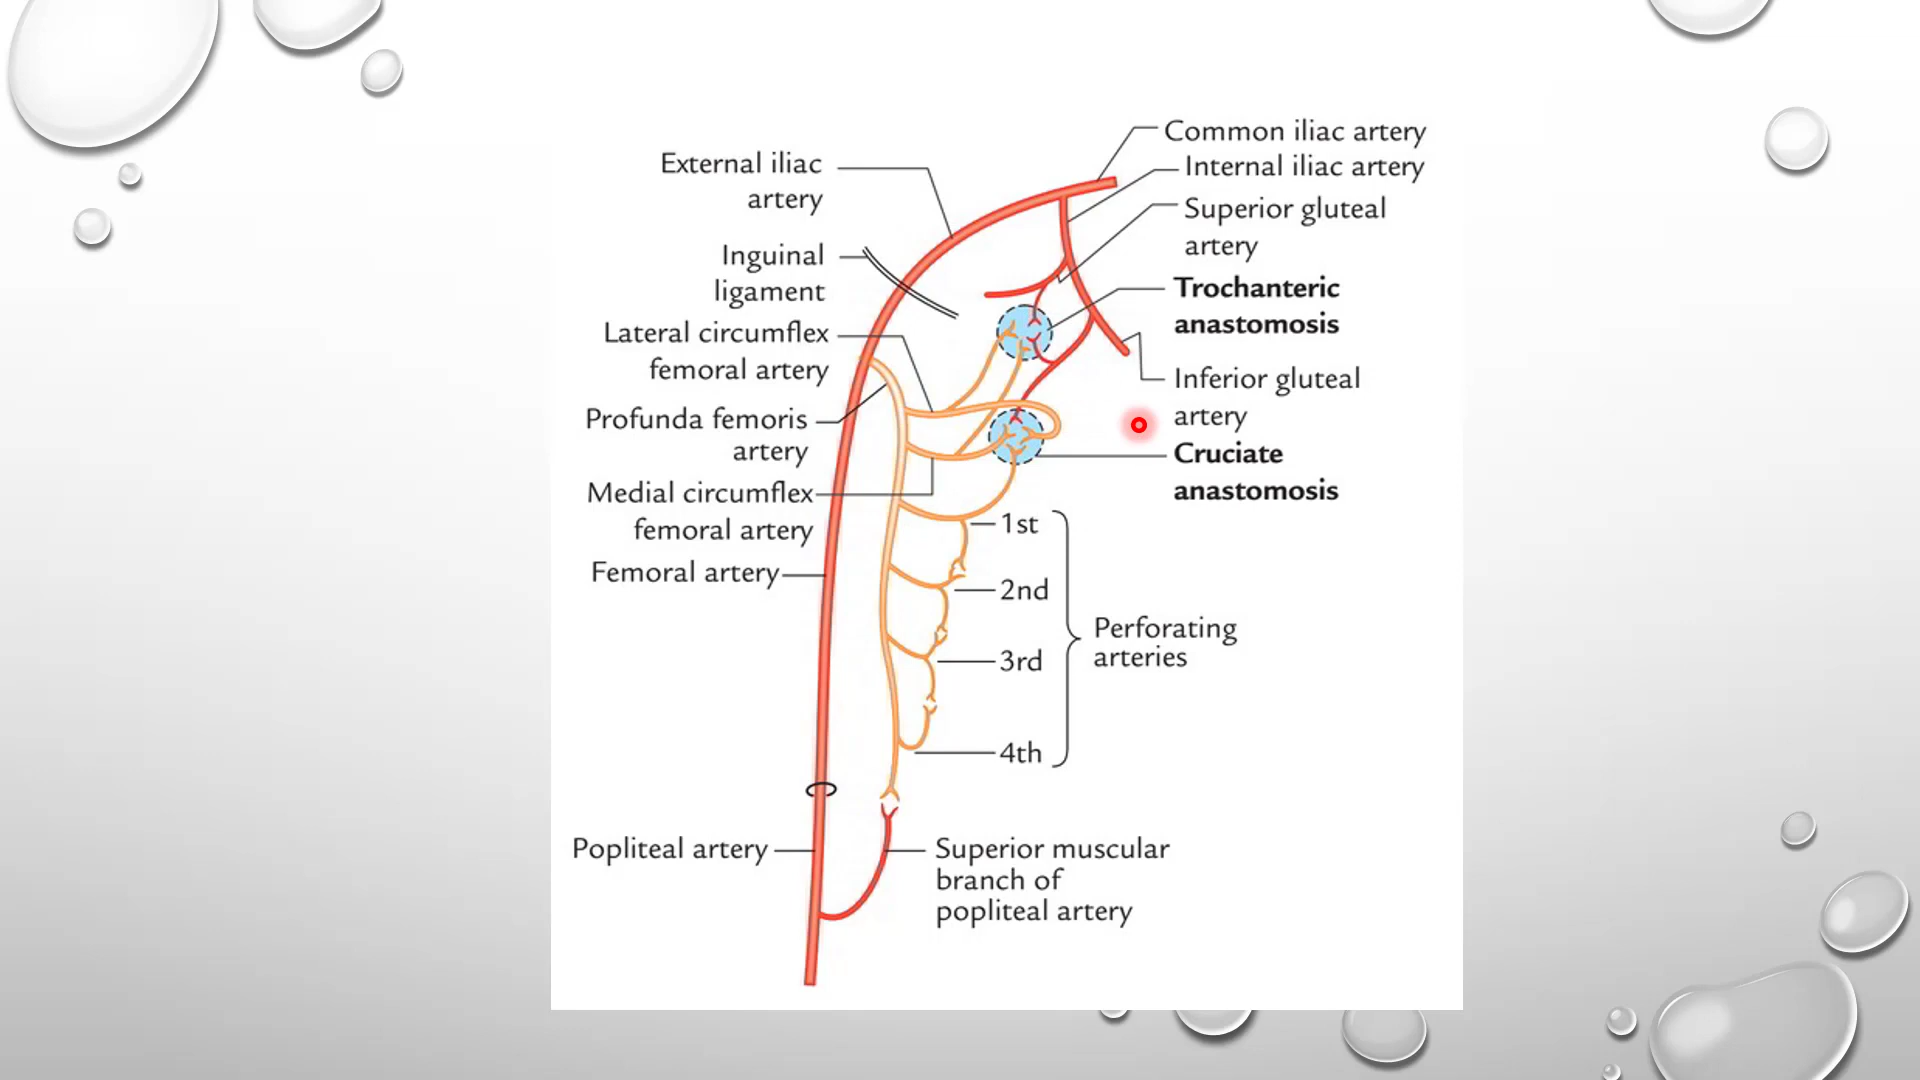 Common iliac artery
External iliac
artery
Internal iliac artery
Superior gluteal
artery
Inguinal
ligament
Trochanteric
anastomosis
Lateral circumflex
femoral artery
Inferior gluteal
artery
Profunda femoris
artery
Cruciate
anastomosis
Medial circumflex
femoral artery
1st
Femoral artery
2nd
3rd
Perforating
arteries
4th
Popliteal artery
Superior muscular
branch of
popliteal artery